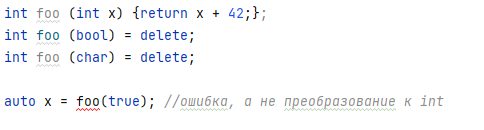 int foo (int x) {return x + 42;};
int foo (bool) = delete;
int foo (char) = delete;
auto x = foo(true); //ошибка, а не преобразование к int